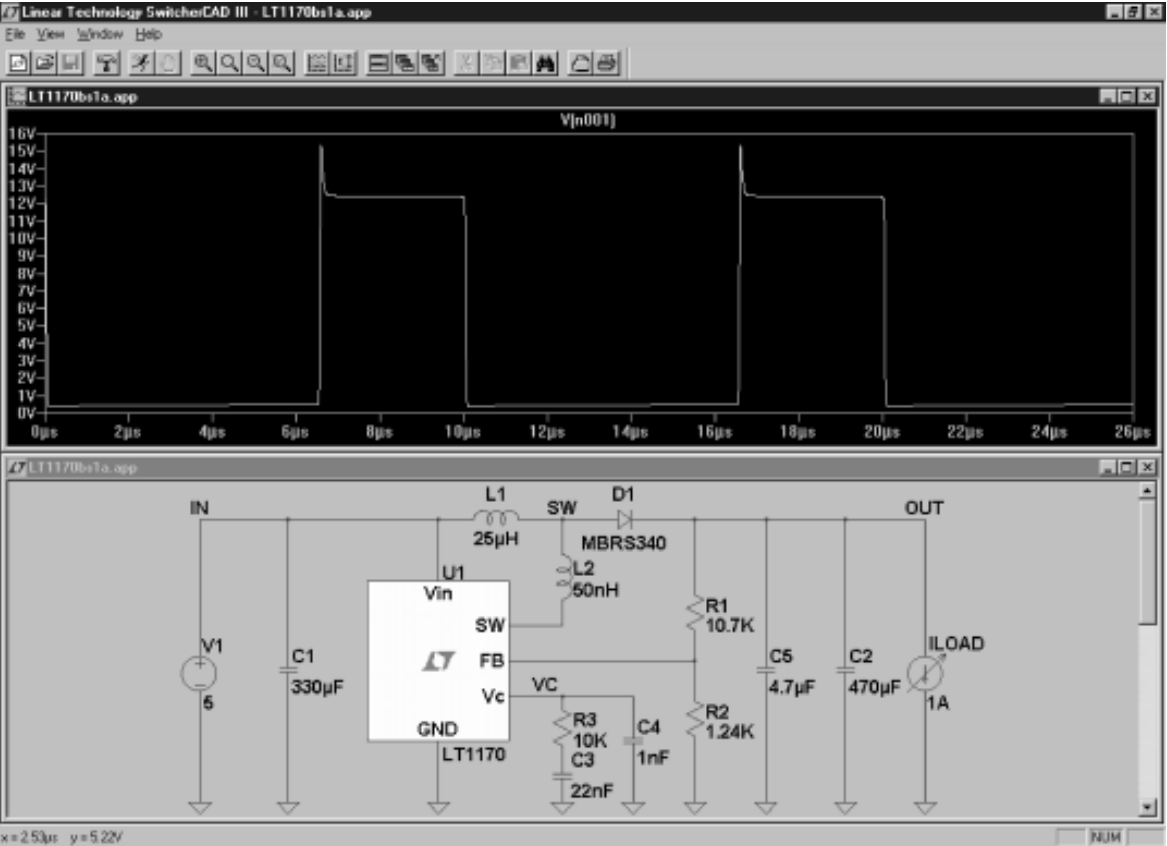 Linear Technology SwitcherCAD III - LT1170bs1a.app
File View Window Help
LT1170bs1a.app
V[n001]
16V
15V
14V
13V
12V
11V
10V
9V
8V
7V
6V
5V
4V
3V
2V
1V
0V
0µs 2µs 4µs 6µs 8µs 10µs 12µs 14µs 16µs 18µs 20µs 22µs 24µs 26µs
LT1170bs1a.app
IN
L1
25µH
SW
D1
MBRS340
OUT
L2
50nH
U1
Vin
SW
FB
Vc
GND
LT1170
V1
5
C1
330µF
R1
10.7K
R2
1.24K
VC
R3
10K
C3
22nF
C4
1nF
C5
4.7µF
C2
470µF
ILOAD
1A
x = 2.53µs y = 5.22V
NUM